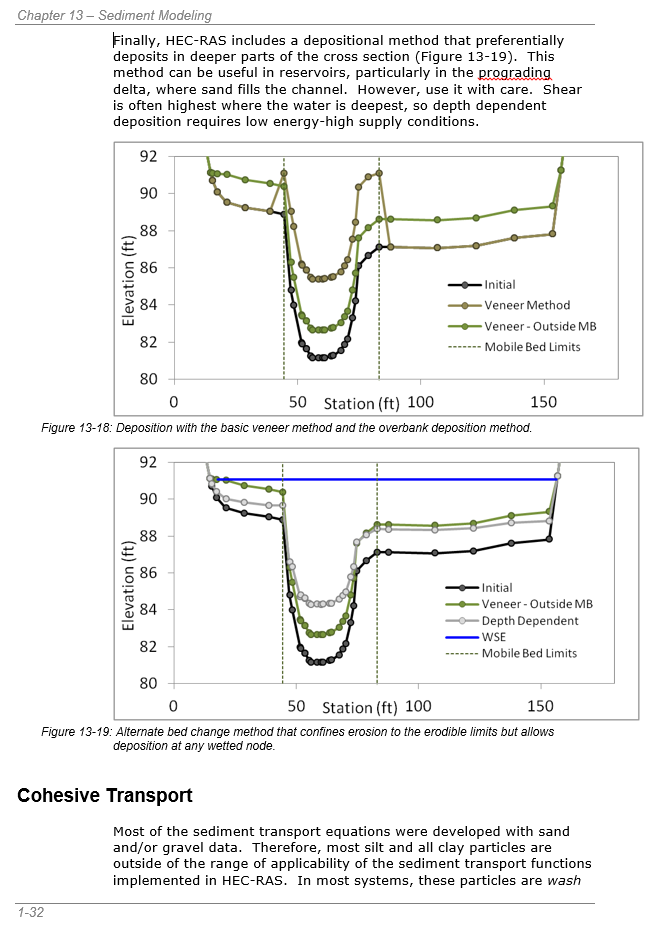 Chapter 13 – Sediment Modeling
Finally, HEC-RAS includes a depositional method that preferentially
deposits in deeper parts of the cross section (Figure 13-19).  This
method can be useful in reservoirs, particularly in the prograding
delta, where sand fills the channel.  However, use it with care.  Shear
is often highest where the water is deepest, so depth dependent
deposition requires low energy-high supply conditions.
92
90
88
86
84
82
80
Elevation (ft)
Initial
Veneer Method
Veneer - Outside MB
Mobile Bed Limits
0 50 Station (ft) 100 150
Figure 13-18: Deposition with the basic veneer method and the overbank deposition method.
92
90
88
86
84
82
80
Elevation (ft)
Initial
Veneer - Outside MB
Depth Dependent
WSE
Mobile Bed Limits
0 50 Station (ft) 100 150
Figure 13-19: Alternate bed change method that confines erosion to the erodible limits but allows
deposition at any wetted node.
Cohesive Transport
Most of the sediment transport equations were developed with sand
and/or gravel data.  Therefore, most silt and all clay particles are
outside of the range of applicability of the sediment transport functions
implemented in HEC-RAS.  In most systems, these particles are wash
1-32